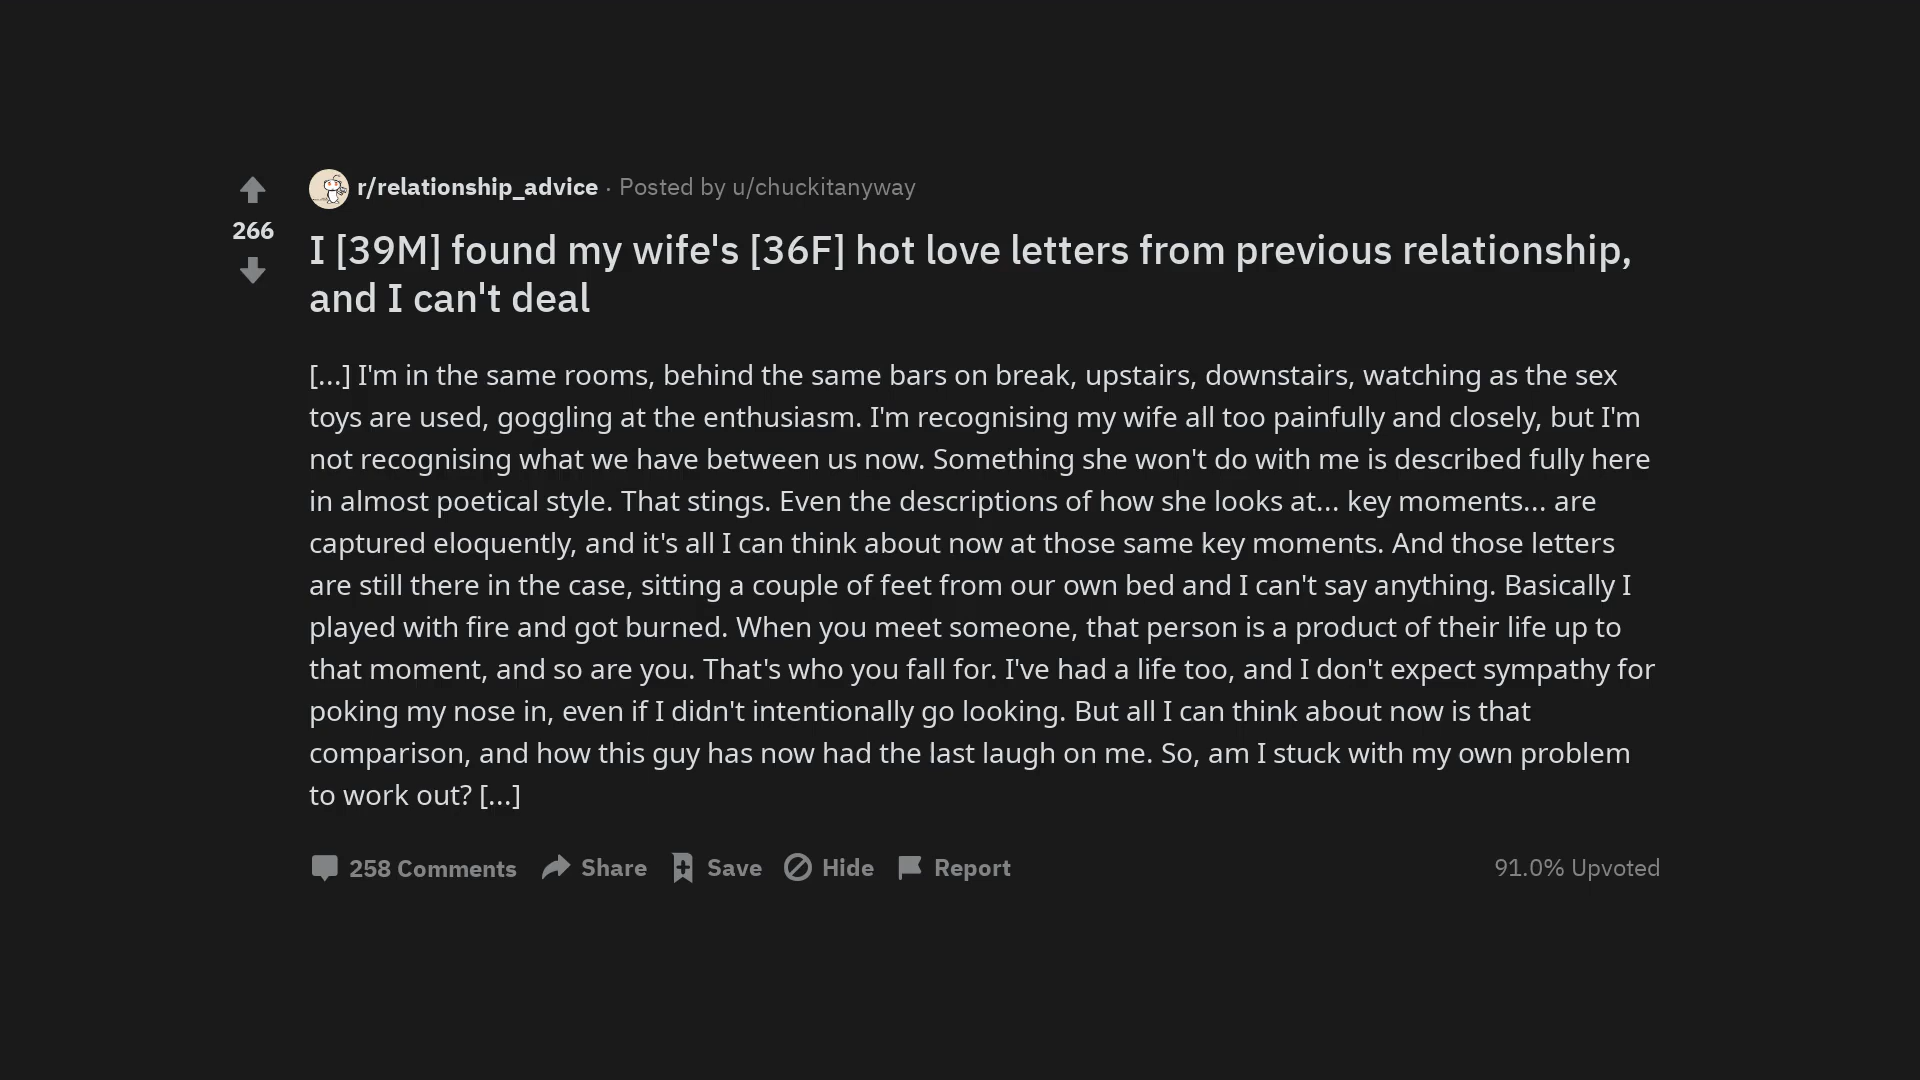 r/relationship_advice · Posted by u/chuckitanyway
266
I [39M] found my wife's [36F] hot love letters from previous relationship,
and I can't deal
[...] I'm in the same rooms, behind the same bars on break, upstairs, downstairs, watching as the sex
toys are used, goggling at the enthusiasm. I'm recognising my wife all too painfully and closely, but I'm
not recognising what we have between us now. Something she won't do with me is described fully here
in almost poetical style. That stings. Even the descriptions of how she looks at... key moments... are
captured eloquently, and it's all I can think about now at those same key moments. And those letters
are still there in the case, sitting a couple of feet from our own bed and I can't say anything. Basically I
played with fire and got burned. When you meet someone, that person is a product of their life up to
that moment, and so are you. That's who you fall for. I've had a life too, and I don't expect sympathy for
poking my nose in, even if I didn't intentionally go looking. But all I can think about now is that
comparison, and how this guy has now had the last laugh on me. So, am I stuck with my own problem
to work out? [...]
258 Comments Share Save Hide Report 91.0% Upvoted